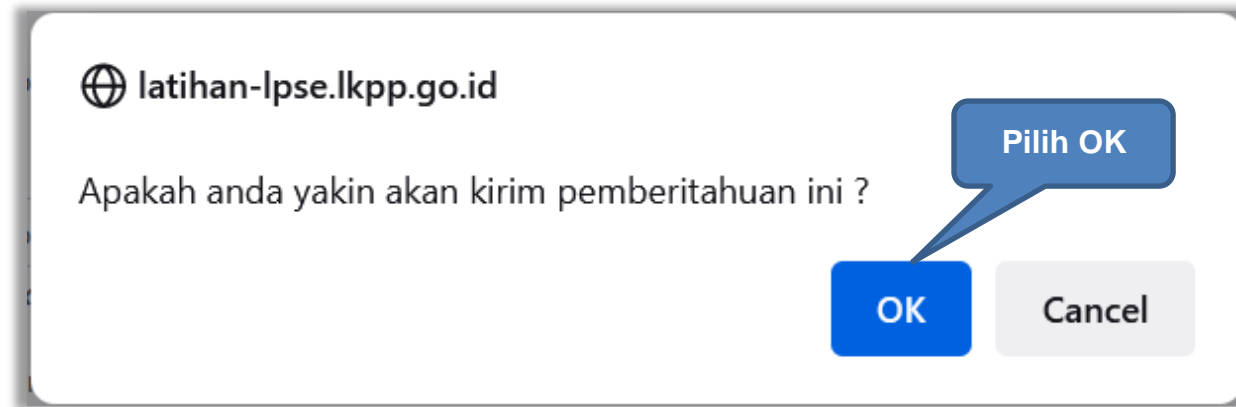 latihan-lpse.lkpp.go.id
Pilih OK
Apakah anda yakin akan kirim pemberitahuan ini ?
OK
Cancel